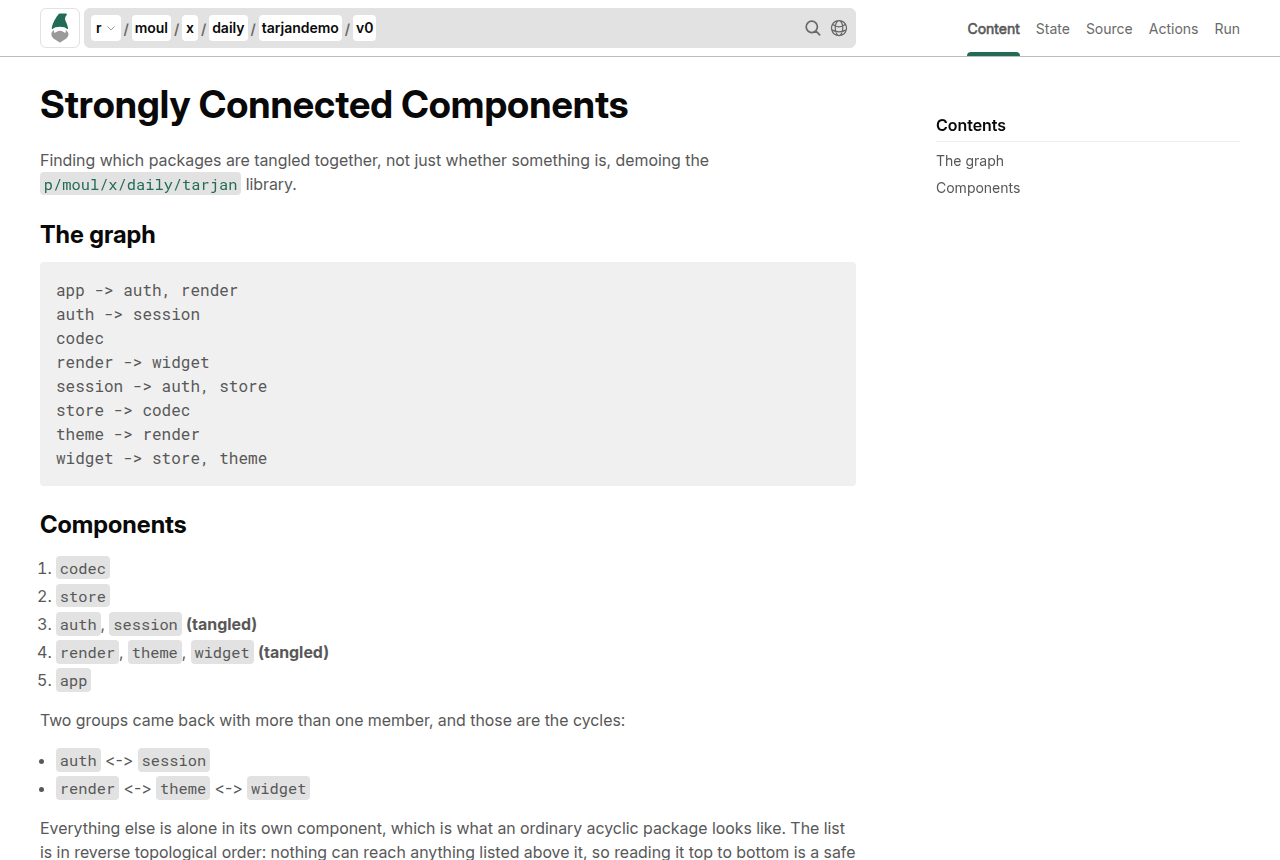 r / moul / x / daily / tarjandemo / v0
Content State Source Actions Run
Strongly Connected Components
Finding which packages are tangled together, not just whether something is, demoing the
p/moul/x/daily/tarjan library.
The graph
app -> auth, render
auth -> session
codec
render -> widget
session -> auth, store
store -> codec
theme -> render
widget -> store, theme
Components
1. codec
2. store
3. auth, session (tangled)
4. render, theme, widget (tangled)
5. app
Two groups came back with more than one member, and those are the cycles:
• auth <-> session
• render <-> theme <-> widget
Everything else is alone in its own component, which is what an ordinary acyclic package looks like. The list
is in reverse topological order: nothing can reach anything listed above it, so reading it top to bottom is a safe
Contents
The graph
Components